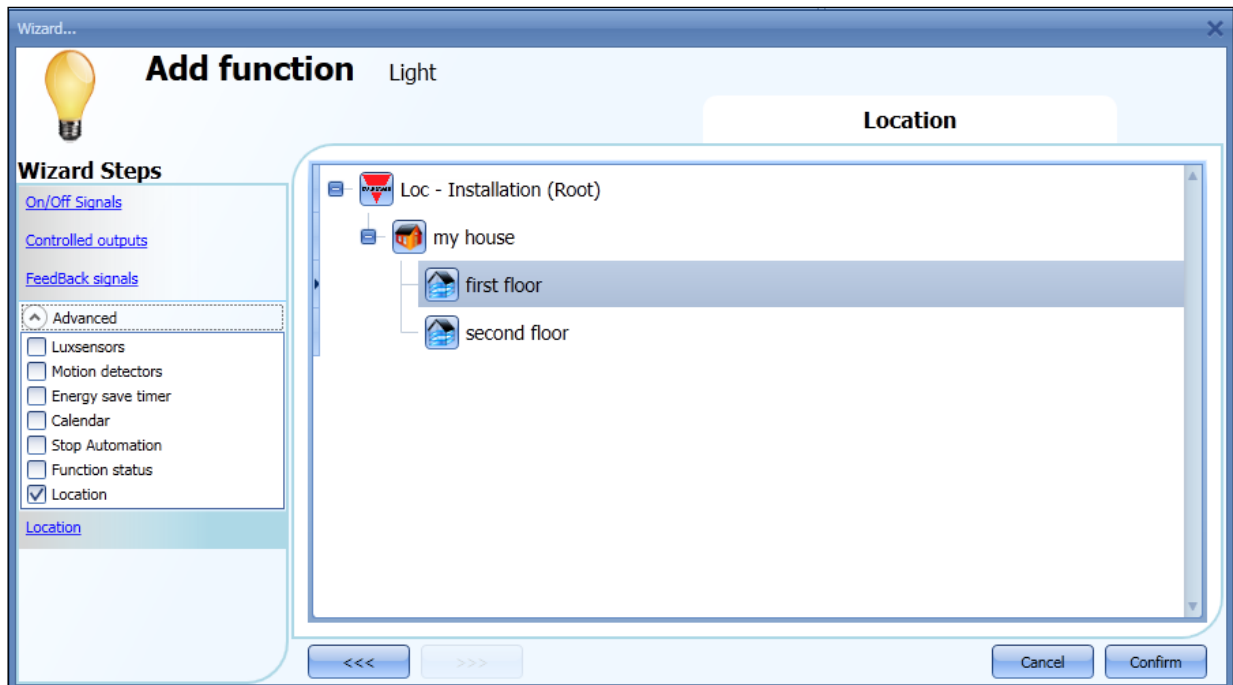 Wizard...
Add function Light
Location
Wizard Steps
On/Off Signals
Controlled outputs
FeedBack signals
Advanced
Luxsensors
Motion detectors
Energy save timer
Calendar
Stop Automation
Function status
Location
Location
Loc - Installation (Root)
my house
first floor
second floor
<<<
>>>
Cancel
Confirm